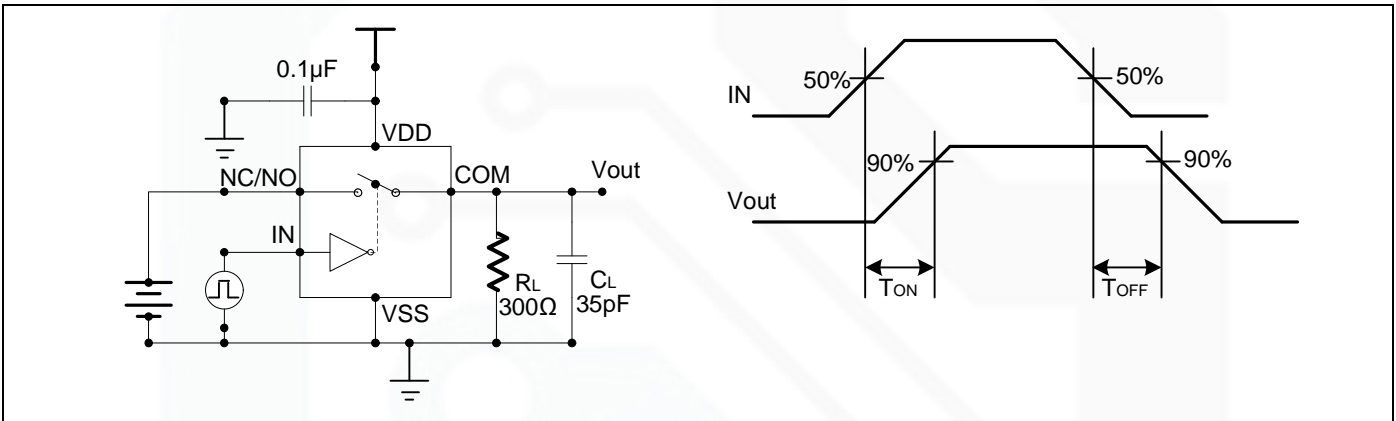 0.1µF
VDD
NC/NO
COM
Vout
IN
RL
300Ω
CL
35pF
VSS
IN
50%
50%
90%
90%
Vout
TON
TOFF